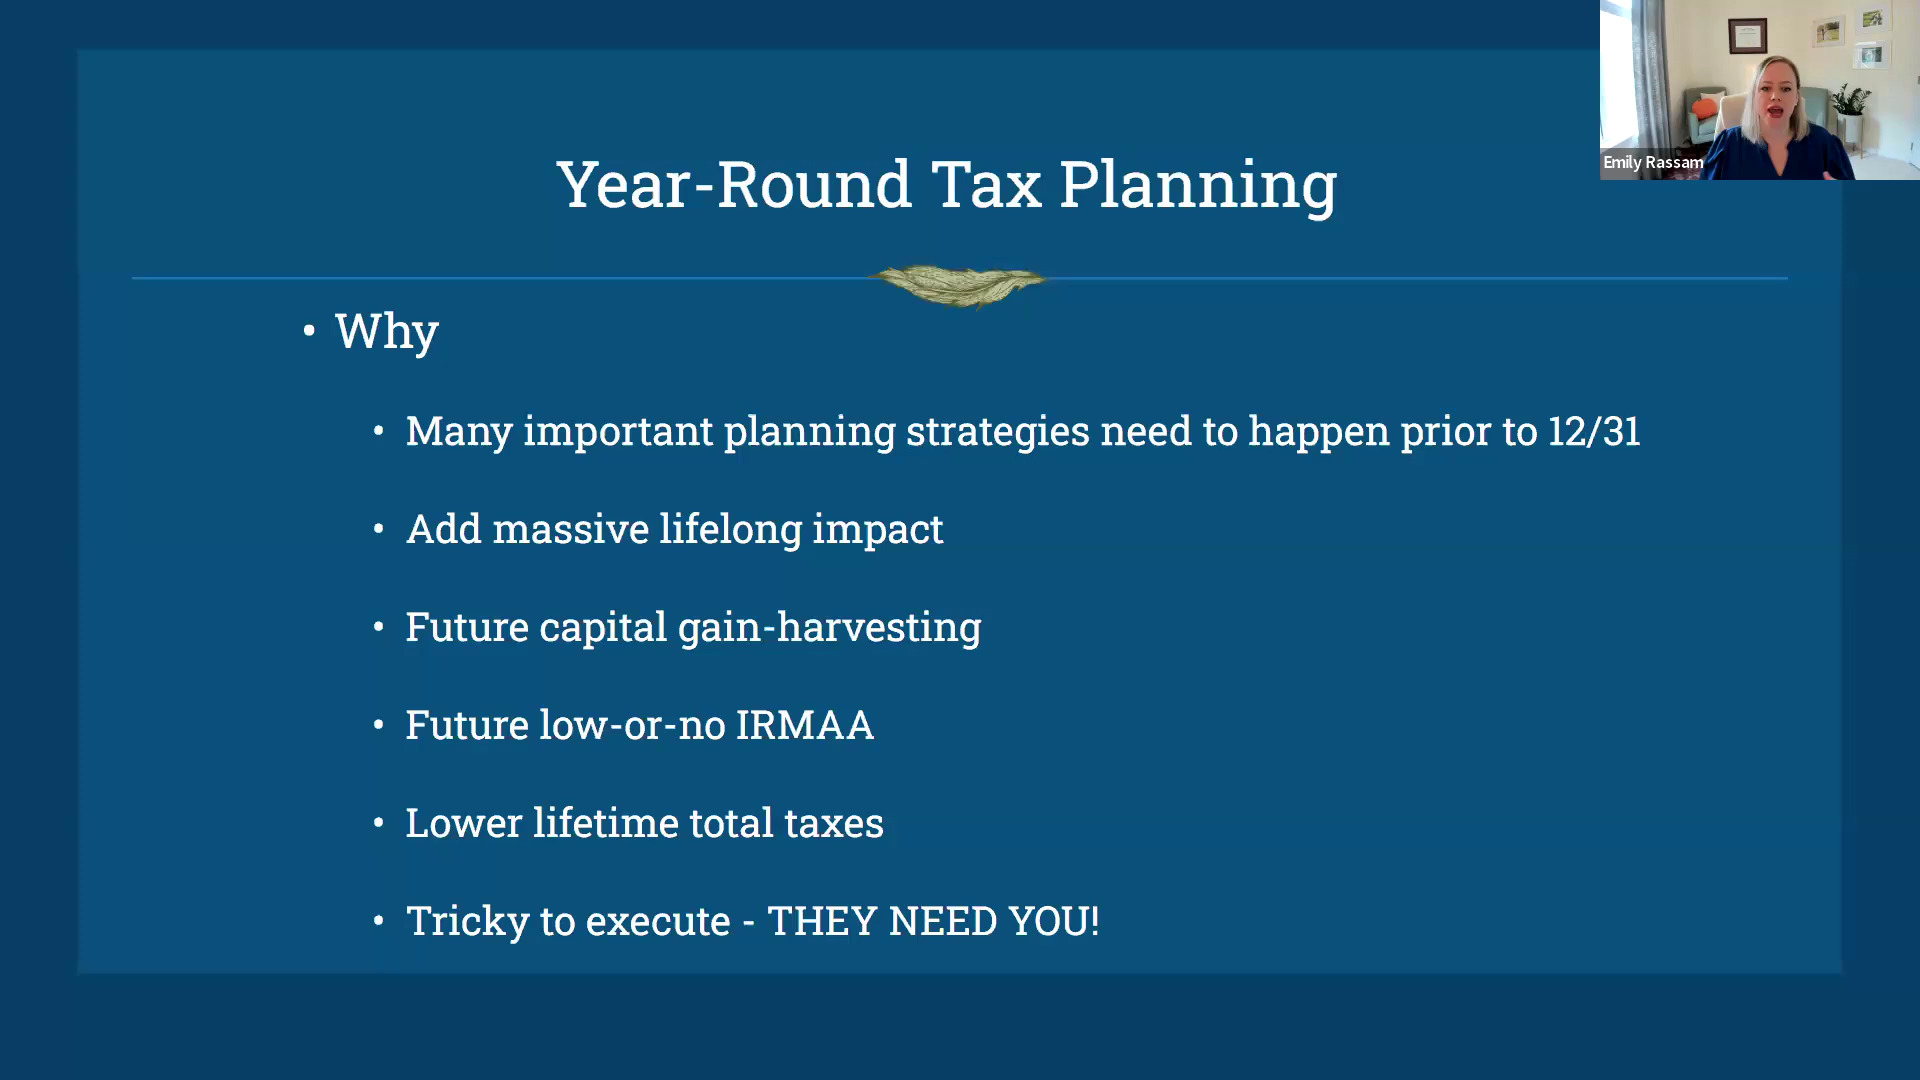 Emily Rassam
Year-Round Tax Planning
• Why
• Many important planning strategies need to happen prior to 12/31
• Add massive lifelong impact
• Future capital gain-harvesting
• Future low-or-no IRMAA
• Lower lifetime total taxes
• Tricky to execute - THEY NEED YOU!